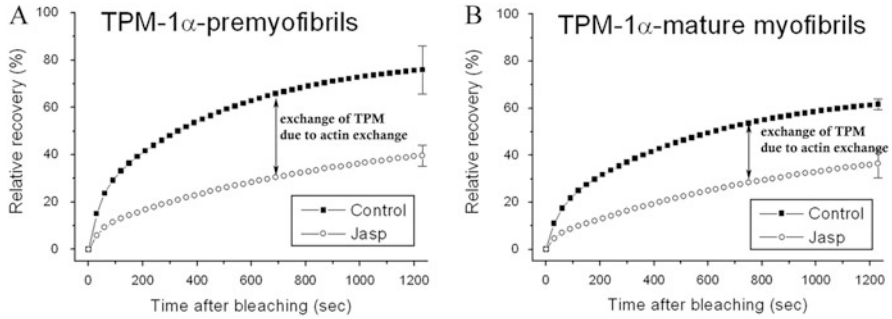 A
TPM-1α-premyofibrils
Relative recovery (%)
100
80
60
40
20
0
exchange of TPM
due to actin exchange
Control
Jasp
0 200 400 600 800 1000 1200
Time after bleaching (sec)
B
TPM-1α-mature myofibrils
Relative recovery (%)
100
80
60
40
20
0
exchange of TPM
due to actin exchange
Control
Jasp
0 200 400 600 800 1000 1200
Time after bleaching (sec)